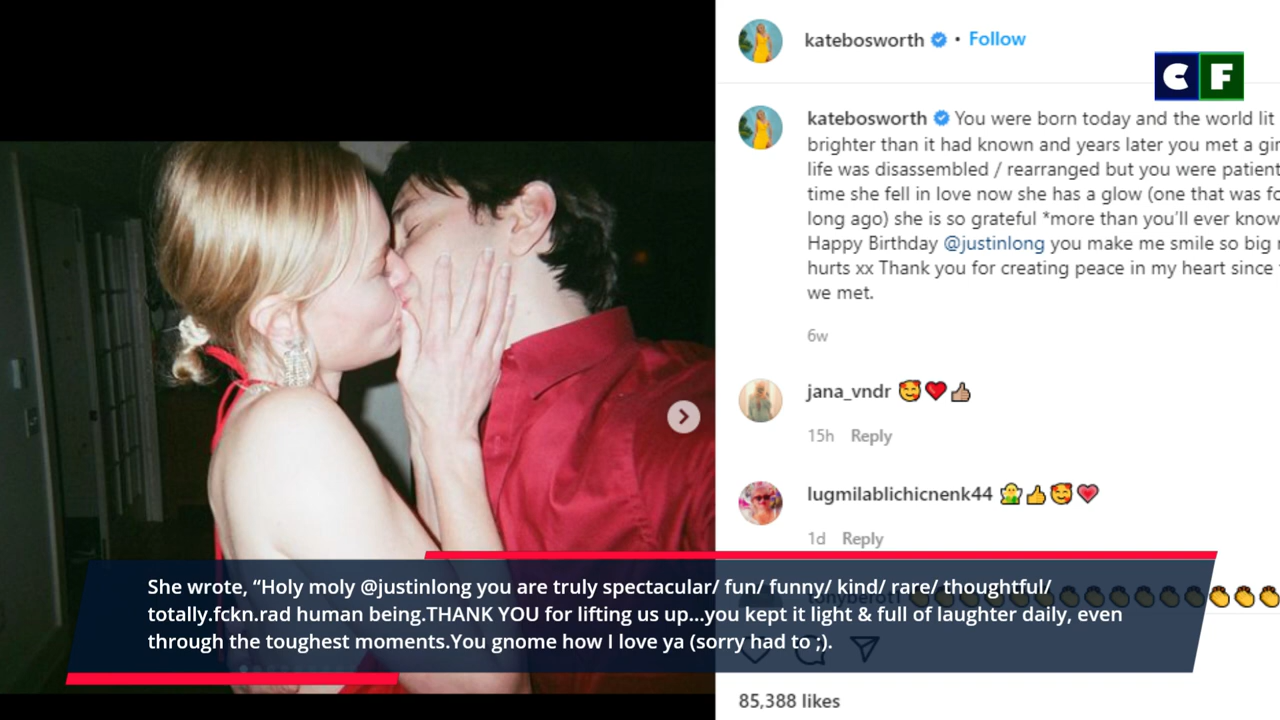 katebosworth • Follow
C F
katebosworth You were born today and the world lit
brighter than it had known and years later you met a gir
life was disassembled / rearranged but you were patient
time she fell in love now she has a glow (one that was fo
long ago) she is so grateful *more than you'll ever know
Happy Birthday @justinlong you make me smile so big
hurts xx Thank you for creating peace in my heart since
we met.
6w
jana_vndr 🥰❤️👍🏼
15h Reply
lugmilablichicnenk44 👍🥰💗
1d Reply
She wrote, “Holy moly @justinlong you are truly spectacular/ fun/ funny/ kind/ rare/ thoughtful/
totally.fckn.rad human being.THANK YOU for lifting us up...you kept it light & full of laughter daily, even
through the toughest moments.You gnome how I love ya (sorry had to ;).
85,388 likes